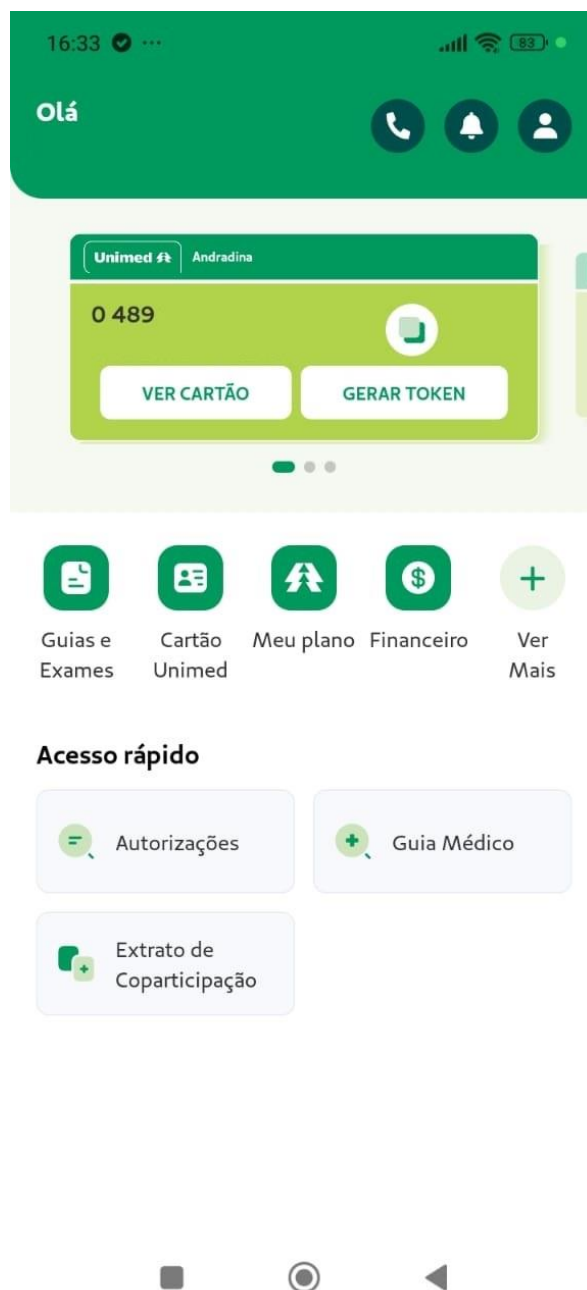 16:33
83
Olá
Unimed Andradina
0 489
VER CARTÃO GERAR TOKEN
Guias e Exames
Cartão Unimed
Meu plano
Financeiro
Ver Mais
Acesso rápido
Autorizações
Guia Médico
Extrato de
Coparticipação